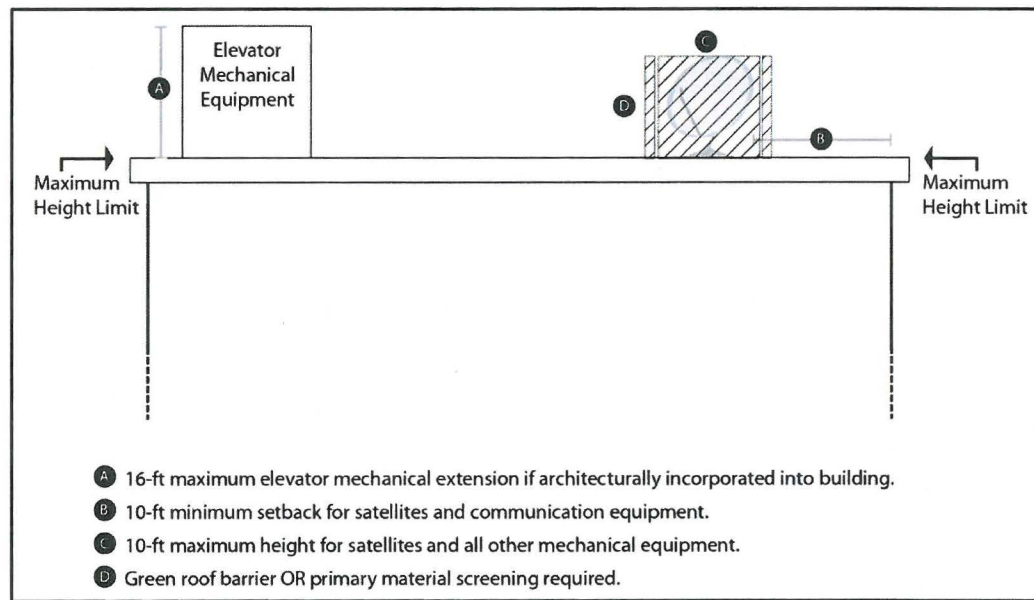 Elevator
Mechanical
Equipment
A
C
D
B
Maximum
Height Limit
Maximum
Height Limit
A 16-ft maximum elevator mechanical extension if architecturally incorporated into building.
B 10-ft minimum setback for satellites and communication equipment.
C 10-ft maximum height for satellites and all other mechanical equipment.
D Green roof barrier OR primary material screening required.